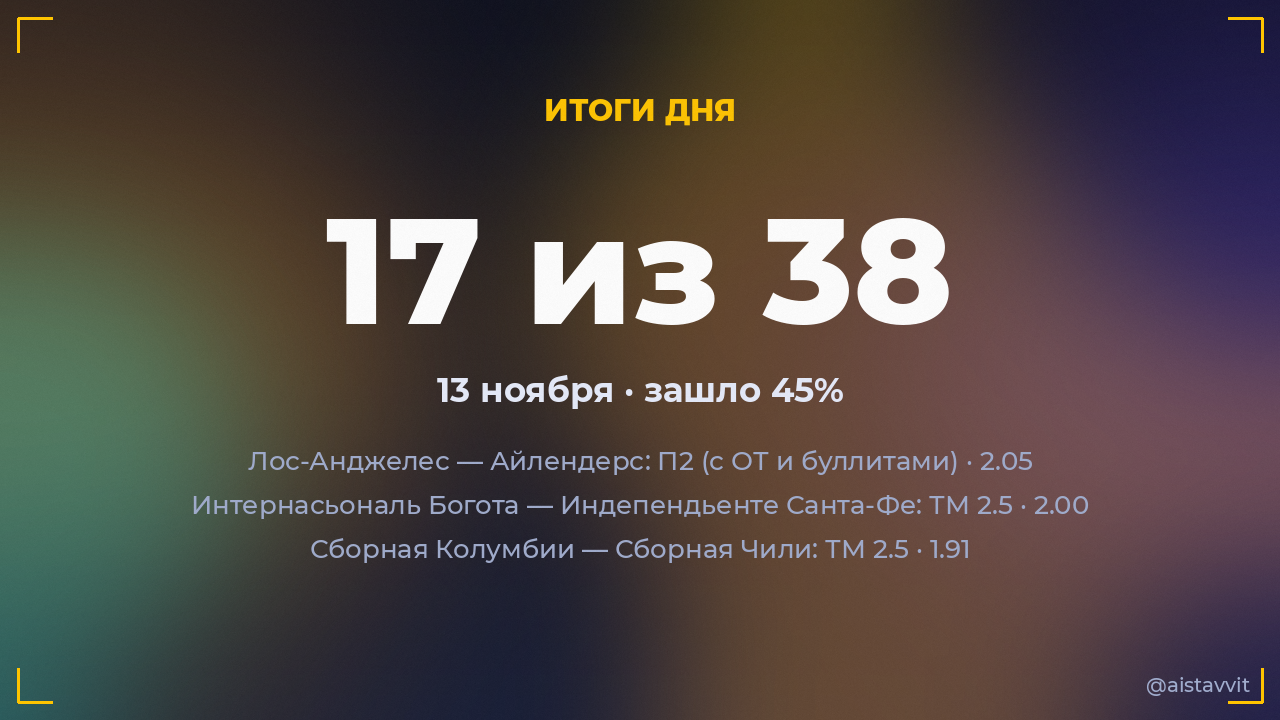 ИТОГИ ДНЯ
17 из 38
13 ноября · зашло 45%
Лос-Анджелес — Айлендерс: П2 (с ОТ и буллитами) · 2.05
Интернасьональ Богота — Индепендьенте Санта-Фе: ТМ 2.5 · 2.00
Сборная Колумбии — Сборная Чили: ТМ 2.5 · 1.91
@aistavvit